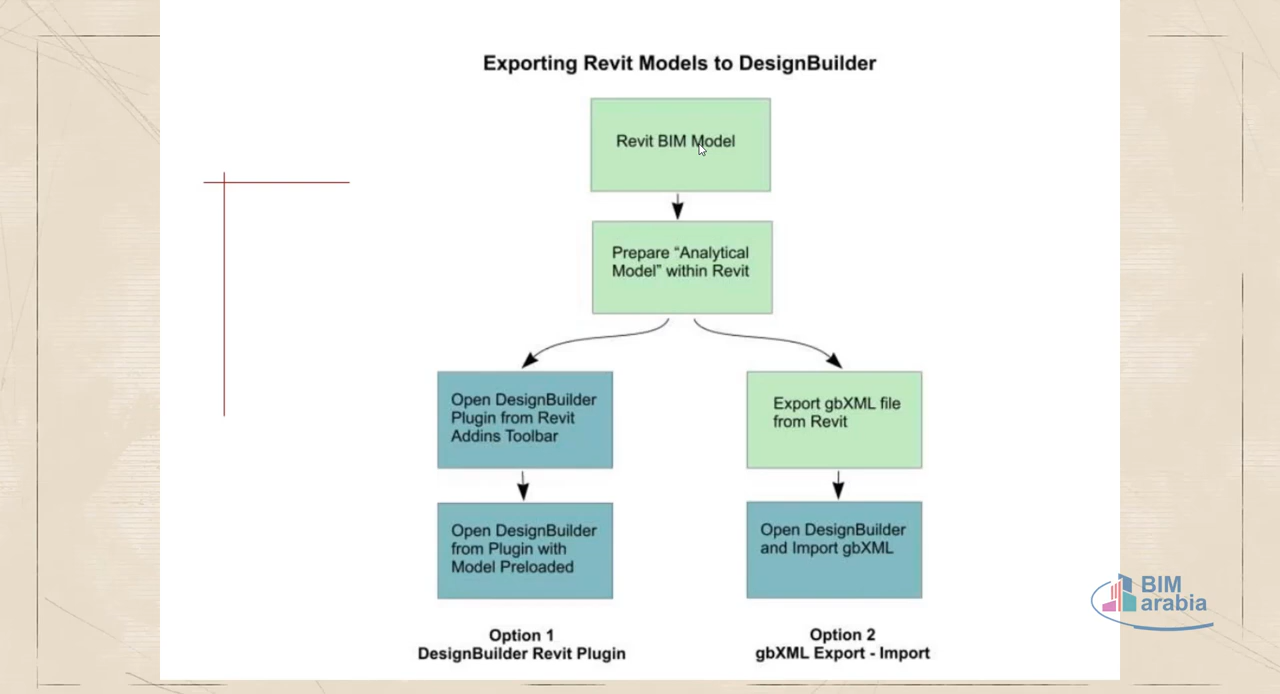 Exporting Revit Models to DesignBuilder
Revit BIM Model
Prepare “Analytical
Model” within Revit
Open DesignBuilder
Plugin from Revit
Addins Toolbar
Export gbXML file
from Revit
Open DesignBuilder
from Plugin with
Model Preloaded
Open DesignBuilder
and Import gbXML
Option 1
DesignBuilder Revit Plugin
Option 2
gbXML Export - Import
BIM
arabia